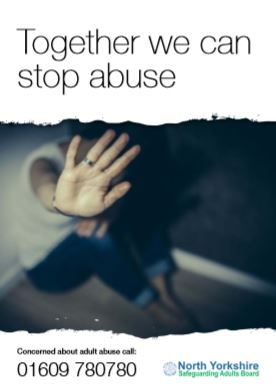 Together we can
stop abuse
Concerned about adult abuse call:
01609 780780
North Yorkshire
Safeguarding Adults Board